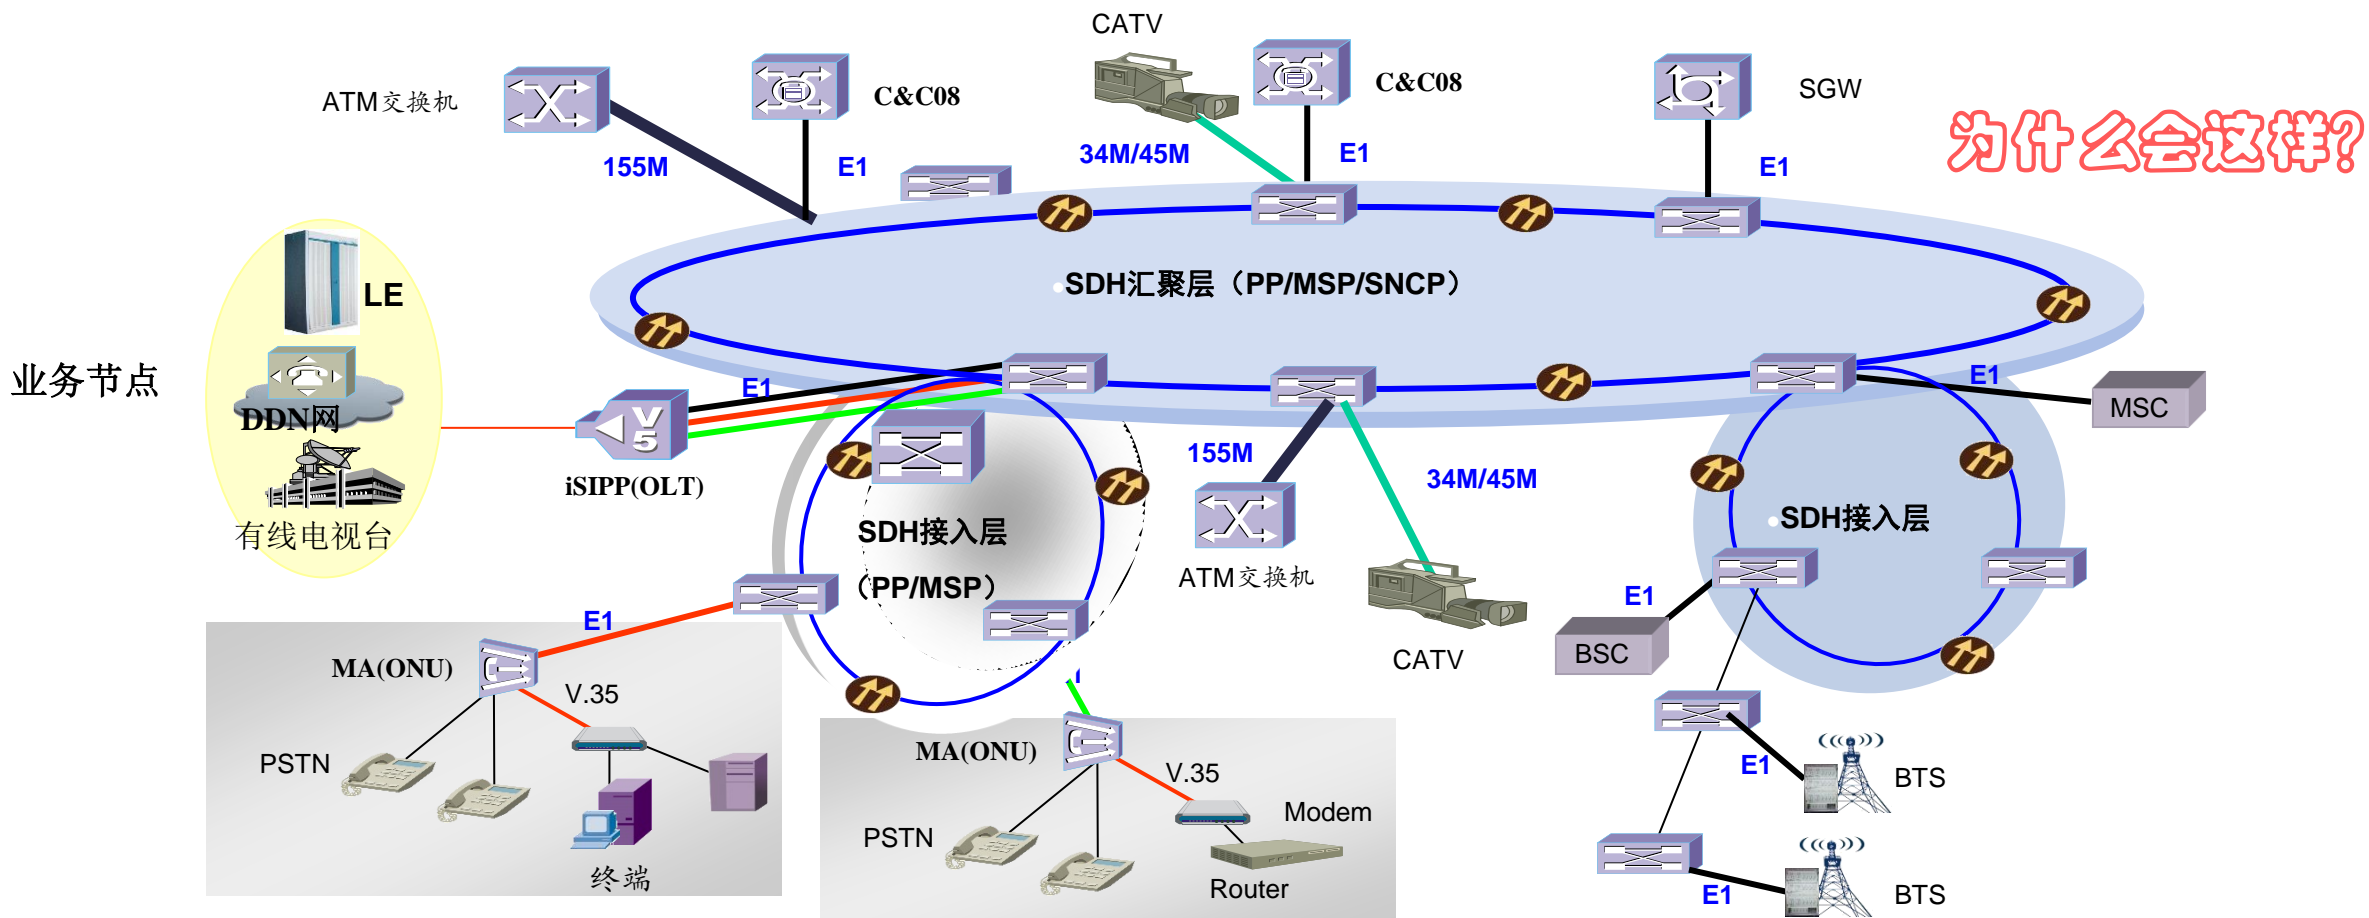 CATV
ATM交换机
C&C08
C&C08
SGW
为什么会这样?
155M
E1
34M/45M
E1
E1
LE
SDH汇聚层（PP/MSP/SNCP）
业务节点
E1
E1
DDN网
V5
MSC
155M
34M/45M
iSIPP(OLT)
有线电视台
SDH接入层
（PP/MSP）
SDH接入层
ATM交换机
E1
E1
BSC
CATV
MA(ONU)
V.35
PSTN
终端
MA(ONU)
V.35
PSTN
Modem
Router
E1
BTS
E1
BTS